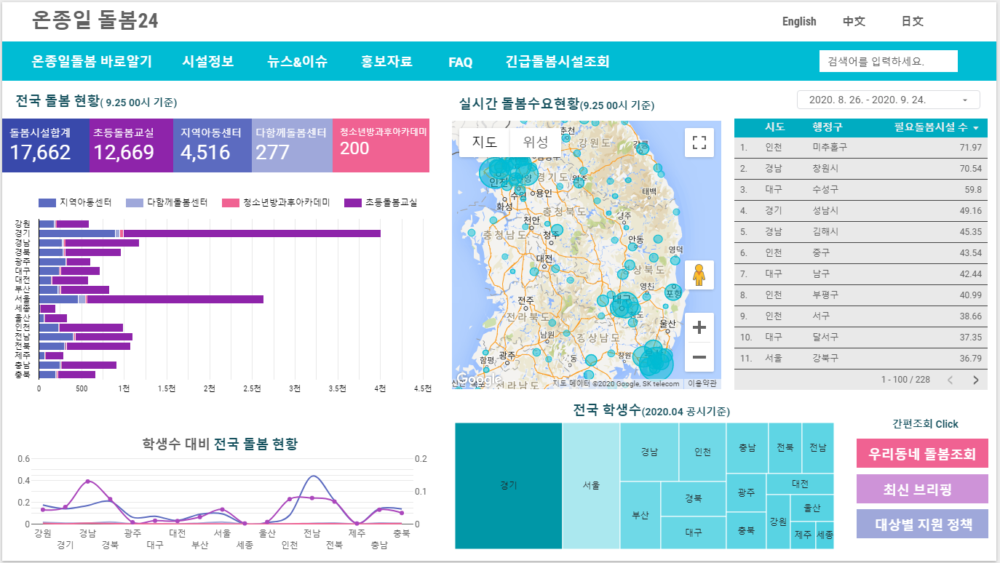 온종일 돌봄24
English 中文 日文
온종일돌봄 바로알기 시설정보 뉴스&이슈 홍보자료 FAQ 긴급돌봄시설조회 검색어를 입력하세요.
전국 돌봄 현황( 9.25 00시 기준)
돌봄시설합계 초등돌봄교실 지역아동센터 다함께돌봄센터 청소년방과후아카데미
17,662 12,669 4,516 277 200
지역아동센터 다함께돌봄센터 청소년방과후아카데미 초등돌봄교실
강원
경기
경남
경북
광주
대구
대전
부산
서울
세종
울산
인천
전남
전북
제주
충남
충북
0 500 1천 1.5천 2천 2.5천 3천 3.5천 4천 4.5천
실시간 돌봄수요현황(9.25 00시 기준)
지도 위성
춘천
강원도
강릉
인천
경기도
원주
수원
용인
화성
태백
충청북도
천안
경주
충청남도
청주
안동
영덕
대전
경상북도
영천
포항
대구
청도
전주
전라북도
울산
남원
경상남도
창원
함평
광주
전라남도
Google
지도 데이터 ©2020 Google, SK telecom 이용약관
2020. 8. 26. - 2020. 9. 24.
시도 행정구 필요돌봄시설 수
1. 인천 미추홀구 71.97
2. 경남 창원시 70.54
3. 대구 수성구 59.8
4. 경기 성남시 49.16
5. 경남 김해시 45.35
6. 인천 중구 43.54
7. 대구 남구 42.44
8. 인천 부평구 40.99
9. 인천 서구 38.66
10. 대구 달서구 37.35
11. 서울 강북구 36.79
1 - 100 / 228
학생수 대비 전국 돌봄 현황
0.6 0.2
0.4
0.1
0.2
0 0
강원 경남 광주 대전 서울 울산 전남 제주 충북
경기 경북 대구 부산 세종 인천 전북 충남
전국 학생수(2020.04 공시기준)
경기
서울
경남
인천
부산
경북
대구
충남
전북
전남
광주
대전
충북
강원
울산
제주
세종
간편조회 Click
우리동네 돌봄조회
최신 브리핑
대상별 지원 정책